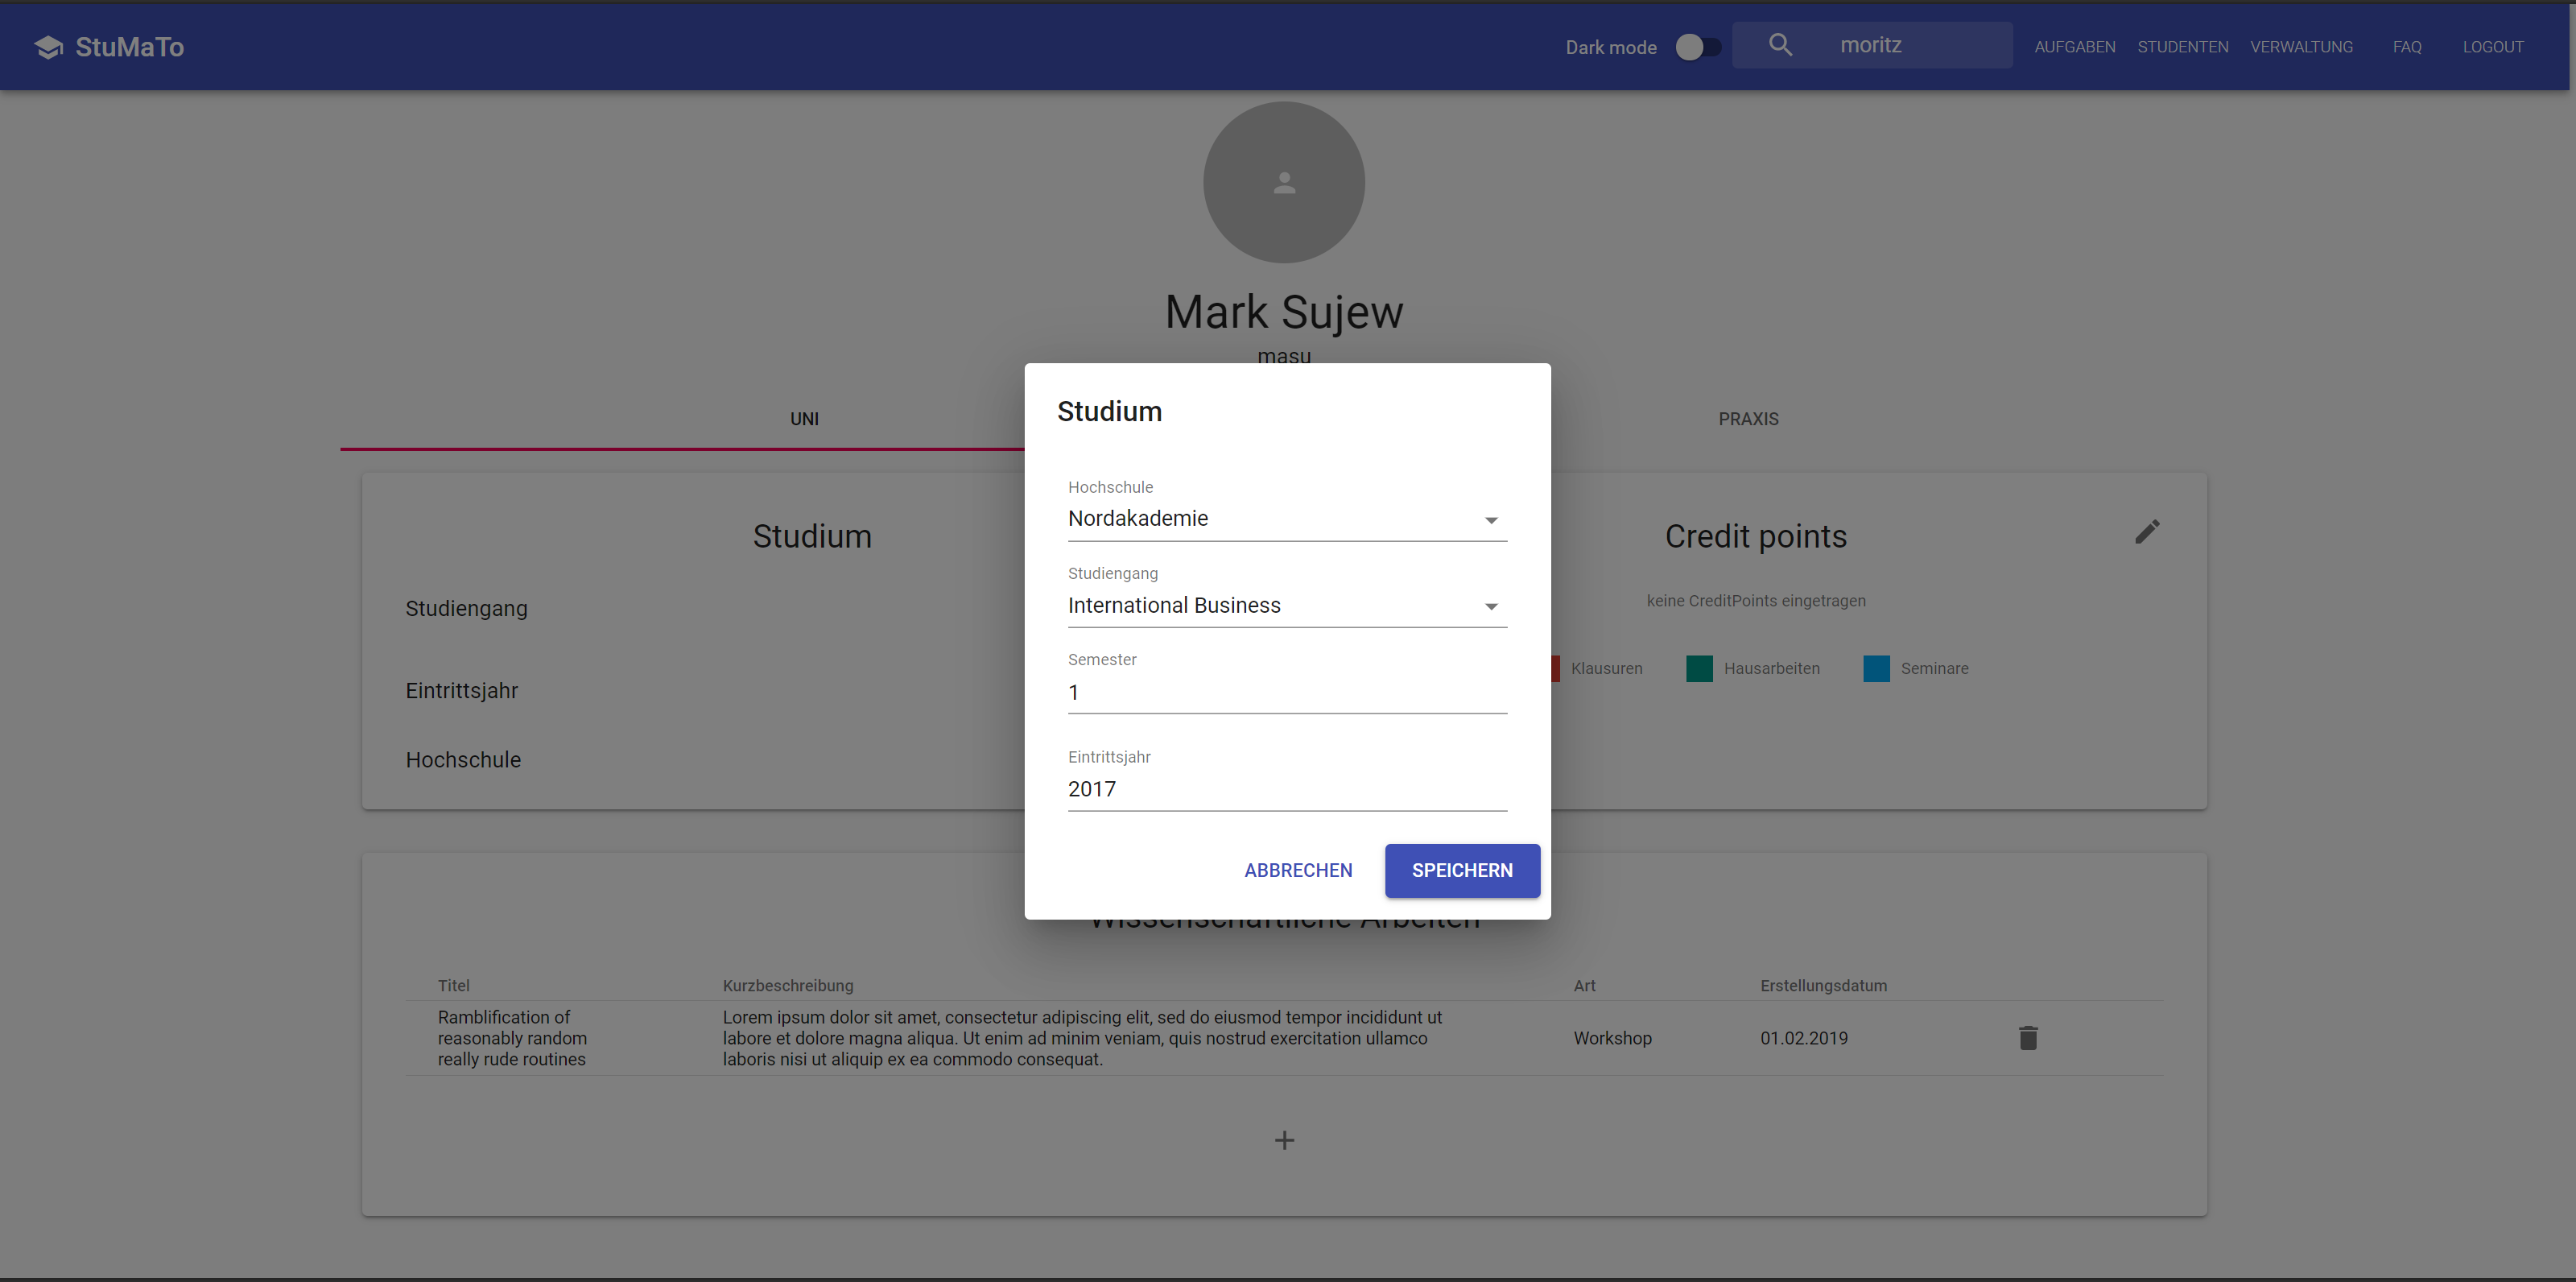 StuMaTo
Dark mode
moritz
AUFGABEN
STUDENTEN
VERWALTUNG
FAQ
LOGOUT
Mark Sujew
masu
UNI
PRAXIS
Studium
Studiengang
Eintrittsjahr
Hochschule
Studium
Hochschule
Nordakademie
Studiengang
International Business
Semester
1
Eintrittsjahr
2017
ABBRECHEN
SPEICHERN
Credit points
keine CreditPoints eingetragen
Klausuren
Hausarbeiten
Seminare
Wissenschaftliche Arbeiten
Titel
Kurzbeschreibung
Art
Erstellungsdatum
Ramblification of
reasonably random
really rude routines
Lorem ipsum dolor sit amet, consectetur adipiscing elit, sed do eiusmod tempor incididunt ut
labore et dolore magna aliqua. Ut enim ad minim veniam, quis nostrud exercitation ullamco
laboris nisi ut aliquip ex ea commodo consequat.
Workshop
01.02.2019